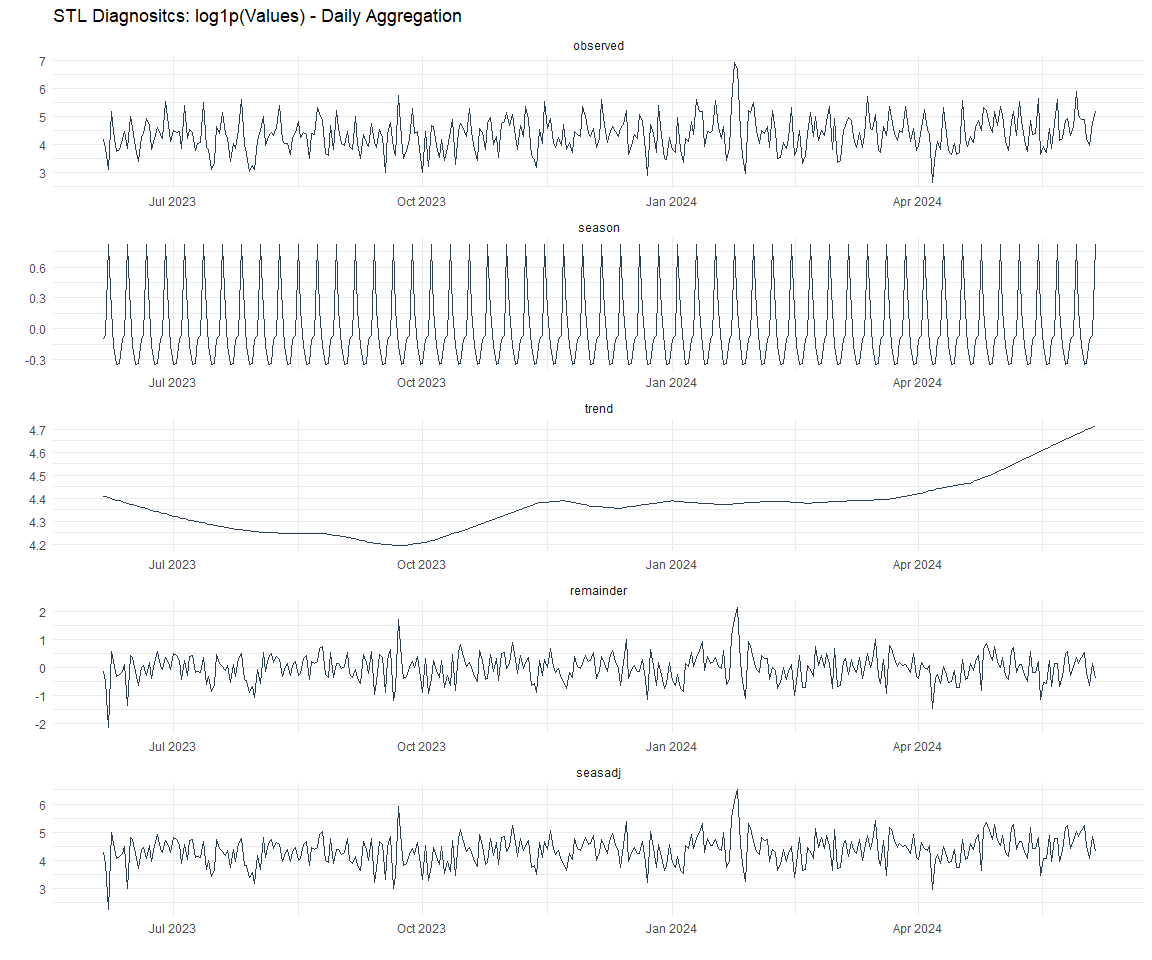 STL Diagnositcs: log1p(Values) - Daily Aggregation
observed
7
6
5
4
3
Jul 2023 Oct 2023 Jan 2024 Apr 2024
season
0.6
0.3
0.0
-0.3
Jul 2023 Oct 2023 Jan 2024 Apr 2024
trend
4.7
4.6
4.5
4.4
4.3
4.2
Jul 2023 Oct 2023 Jan 2024 Apr 2024
remainder
2
1
0
-1
-2
Jul 2023 Oct 2023 Jan 2024 Apr 2024
seasadj
6
5
4
3
Jul 2023 Oct 2023 Jan 2024 Apr 2024